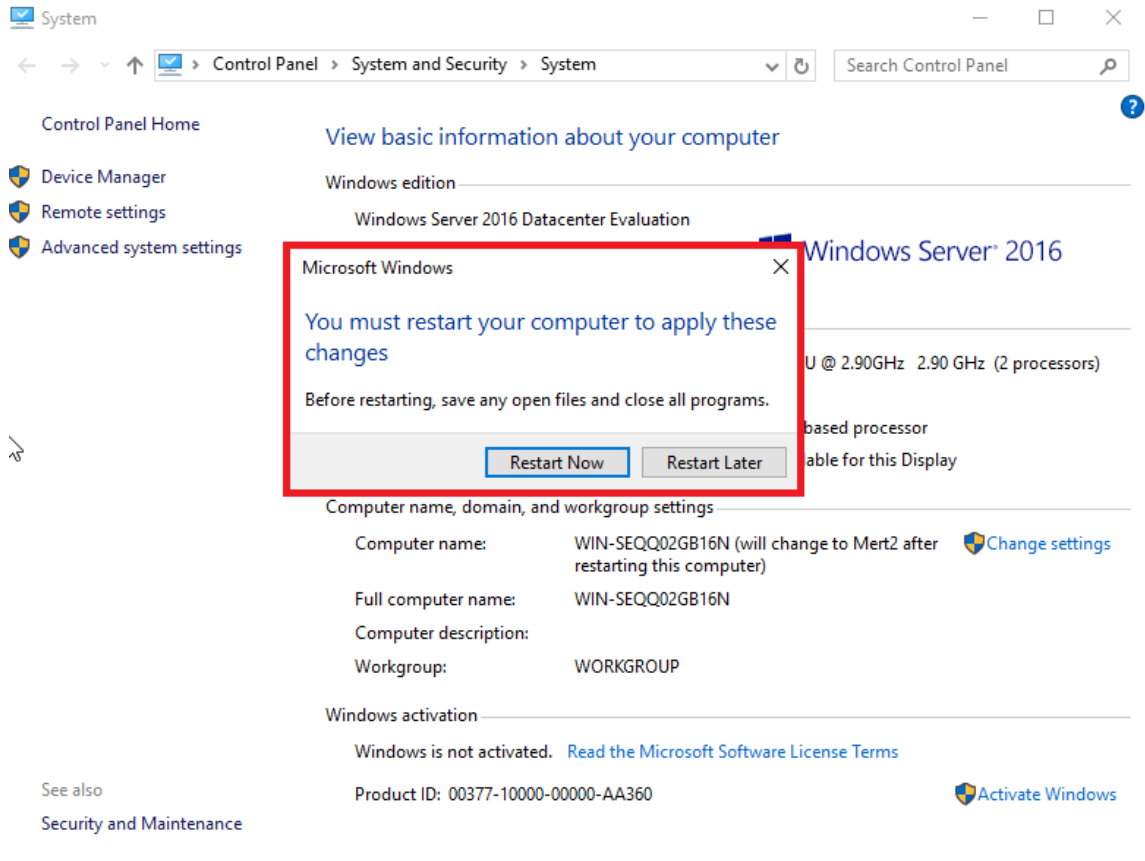 System
Control Panel › System and Security › System
Search Control Panel
?
Control Panel Home
Device Manager
Remote settings
Advanced system settings
View basic information about your computer
Windows edition
Windows Server 2016 Datacenter Evaluation
Windows Server® 2016
Microsoft Windows
You must restart your computer to apply these
changes
Before restarting, save any open files and close all programs.
Restart Now Restart Later
U @ 2.90GHz 2.90 GHz (2 processors)
based processor
lable for this Display
Computer name, domain, and workgroup settings
Computer name: WIN-SEQQ02GB16N (will change to Mert2 after
restarting this computer)
Change settings
Full computer name: WIN-SEQQ02GB16N
Computer description:
Workgroup: WORKGROUP
Windows activation
Windows is not activated. Read the Microsoft Software License Terms
Product ID: 00377-10000-00000-AA360
Activate Windows
See also
Security and Maintenance